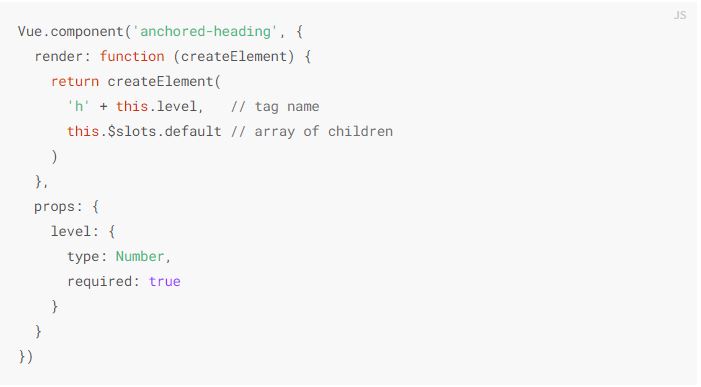 JS
Vue.component('anchored-heading', {
  render: function (createElement) {
    return createElement(
      'h' + this.level,   // tag name
      this.$slots.default // array of children
    )
  },
  props: {
    level: {
      type: Number,
      required: true
    }
  }
})